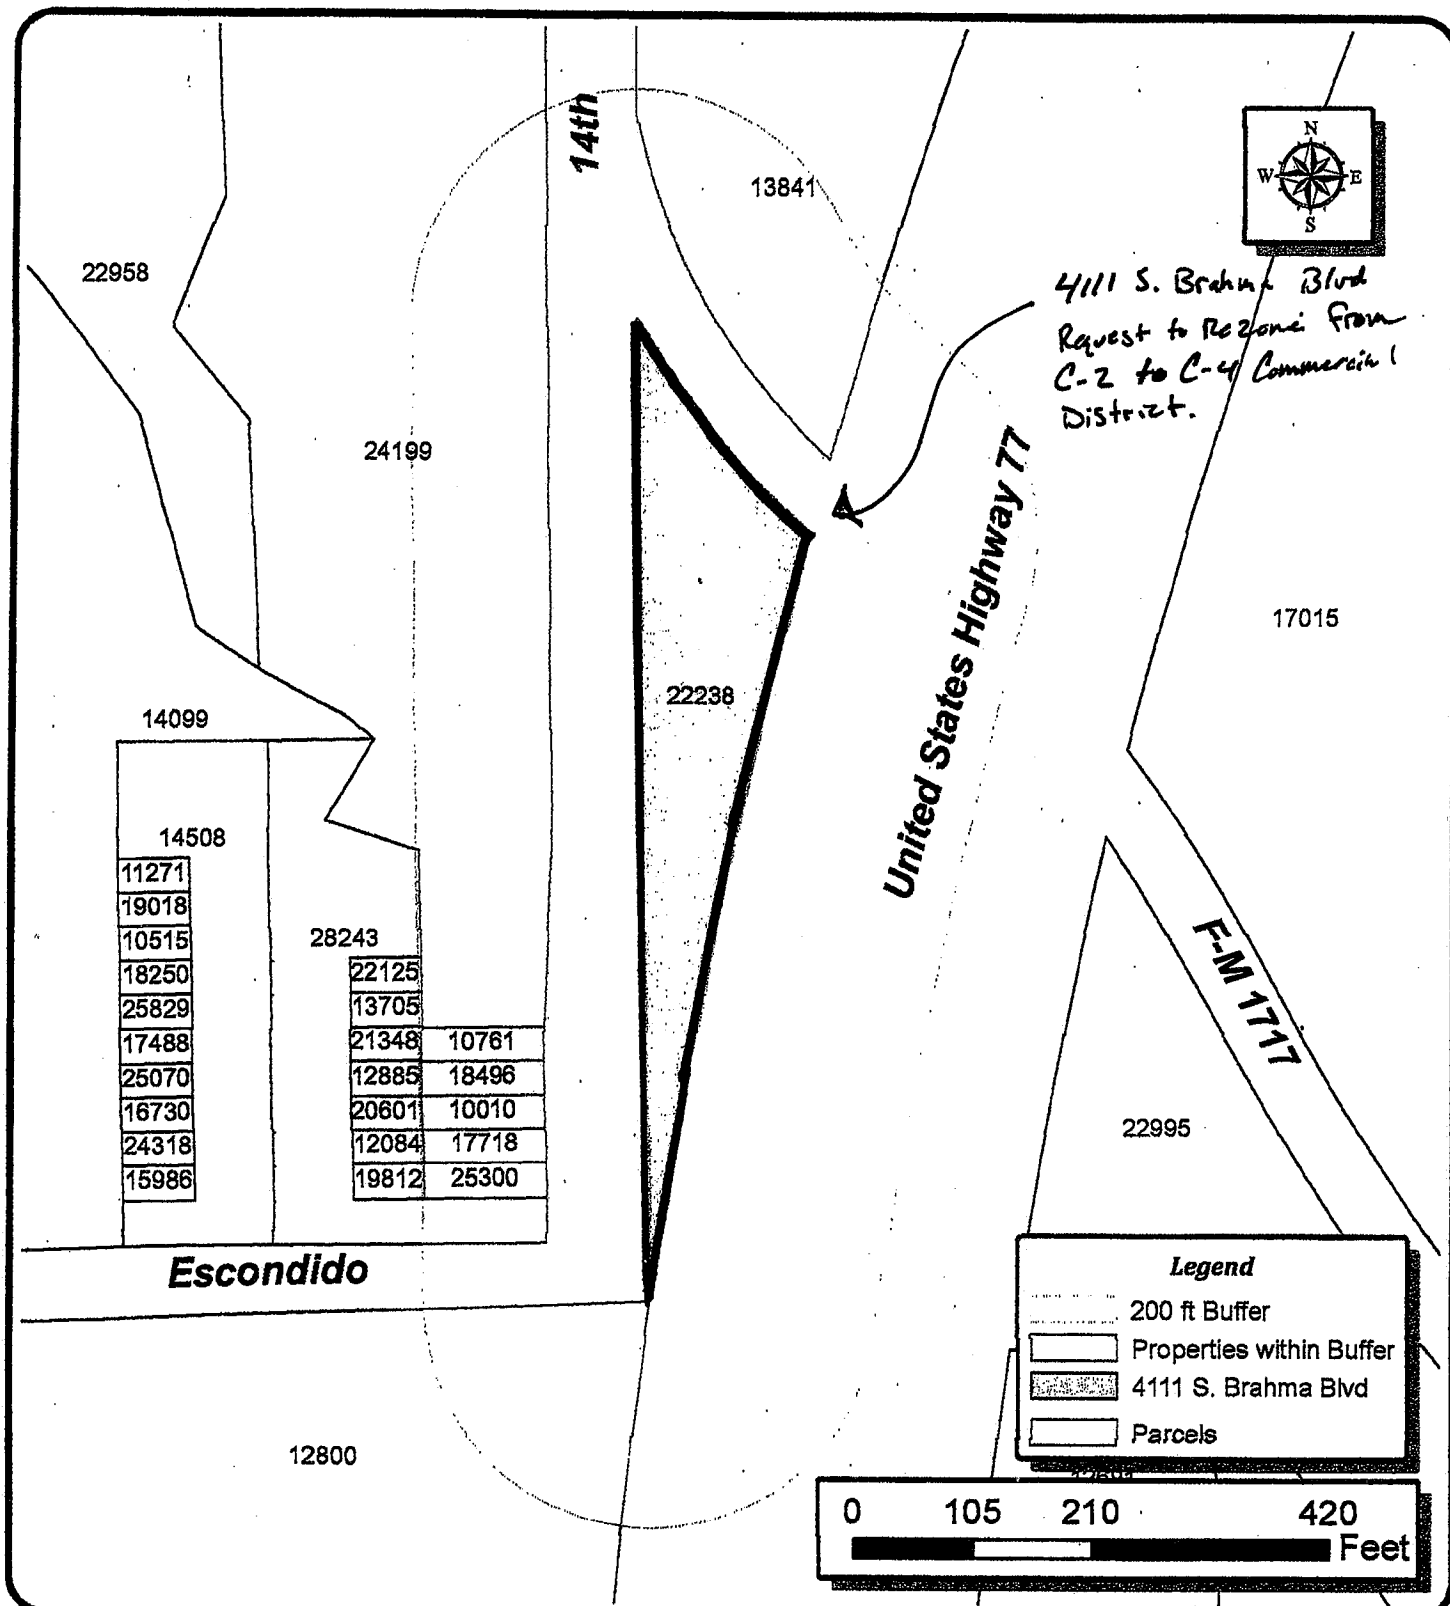 14th
13841
N
W E
S
22958
4111 S. Brahma Blvd
Request to Rezone from
C-2 to C-4 Commercial
District.
24199
United States Highway 77
17015
22238
14099
14508
11271
19018
10515
18250
25829
17488
25070
16730
24318
15986
28243
22125
13705
21348 10761
12885 18496
20601 10010
12084 17718
19812 25300
F-M 1717
22995
Escondido
12800
Legend
200 ft Buffer
Properties within Buffer
4111 S. Brahma Blvd
Parcels
0 105 210 420
Feet